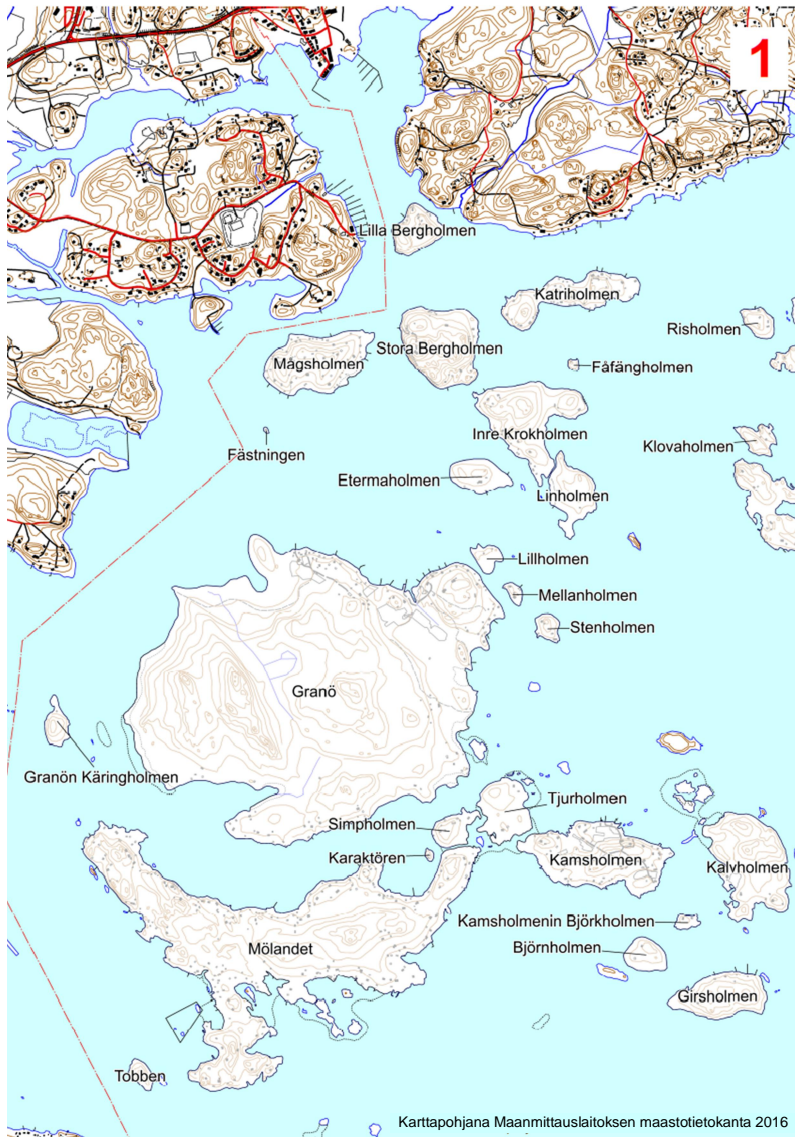 1
Lilla Bergholmen
Katriholmen
Risholmen
Stora Bergholmen
Mågsholmen
Fåfängholmen
Inre Krokholmen
Klovaholmen
Fästningen
Etermaholmen
Linholmen
Lillholmen
Mellanholmen
Stenholmen
Granö
Granön Käringholmen
Tjurholmen
Simpholmen
Karaktören
Kamsholmen
Kalvholmen
Kamsholmenin Björkholmen
Björnholmen
Mölandet
Girsholmen
Tobben
Karttapohjana Maanmittauslaitoksen maastotietokanta 2016